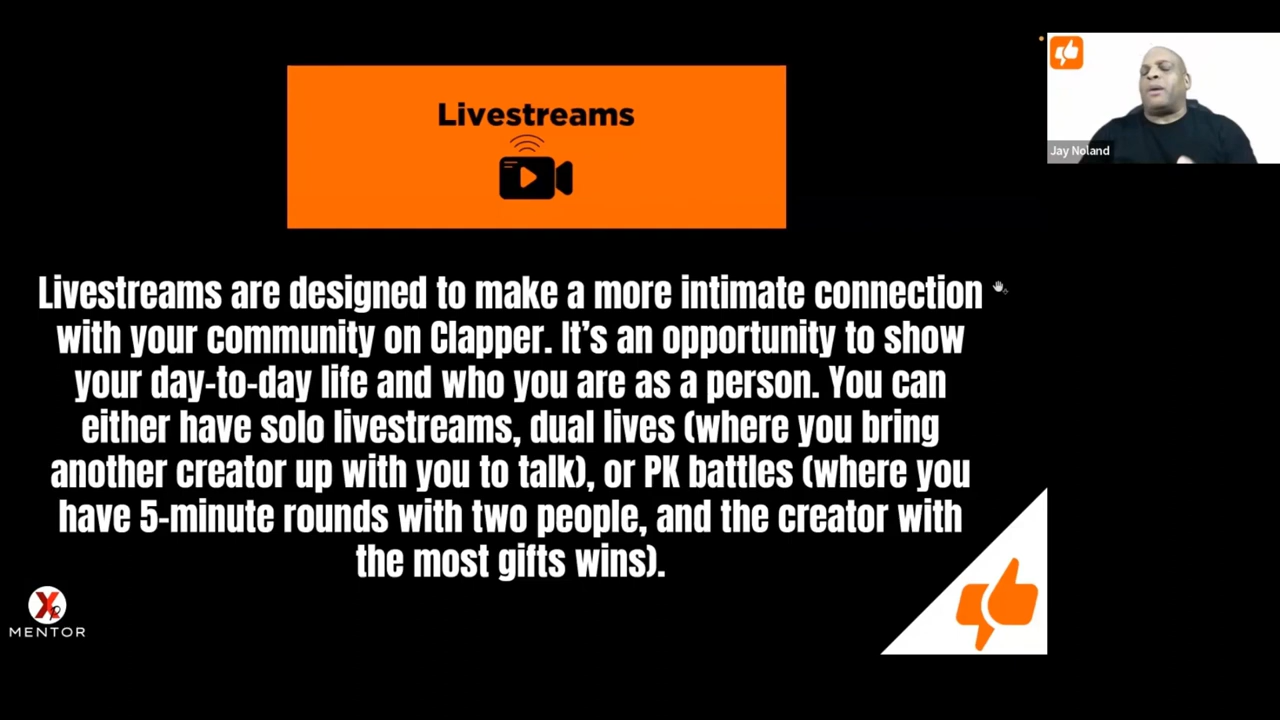 Livestreams
Jay Noland
Livestreams are designed to make a more intimate connection
with your community on Clapper. It’s an opportunity to show
your day-to-day life and who you are as a person. You can
either have solo livestreams, dual lives (where you bring
another creator up with you to talk), or PK battles (where you
have 5-minute rounds with two people, and the creator with
the most gifts wins).
X
MENTOR